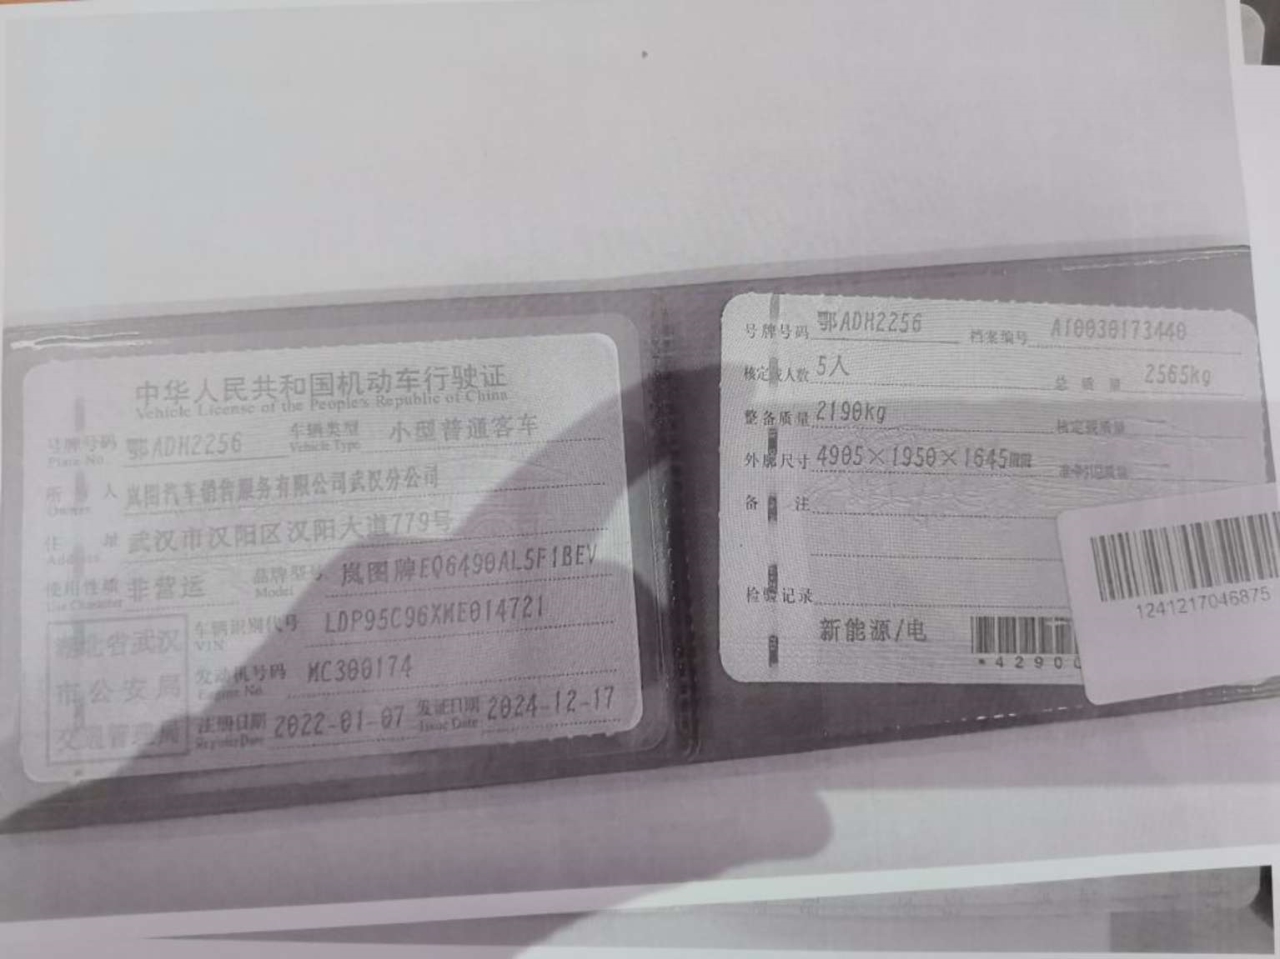 中华人民共和国机动车行驶证
Vehicle License of the People's Republic of China
号牌号码 鄂ADH2256 车辆类型 小型普通客车
Plate No. Vehicle Type
所 人 岚图汽车销售服务有限公司武汉分公司
Owner
住 址 武汉市汉阳区汉阳大道779号
Address
使用性质 非营运 品牌型号 岚图牌EQ6490AL5F1BEV
Use Character Model
车辆识别代号 LDP95C96XME014721
VIN
发动机号码 MC300174
Engine No.
注册日期 2022-01-07 发证日期 2024-12-17
Register Date Issue Date
湖北省武汉
市公安局
交通管理局
号牌号码 鄂ADH2256 档案编号 A10030173440
核定载人数 5人 总质量 2565kg
整备质量 2190kg 核定载质量
外廓尺寸 4905×1950×1645mm
备 注
检验记录
新能源/电
*4290
1241217046875